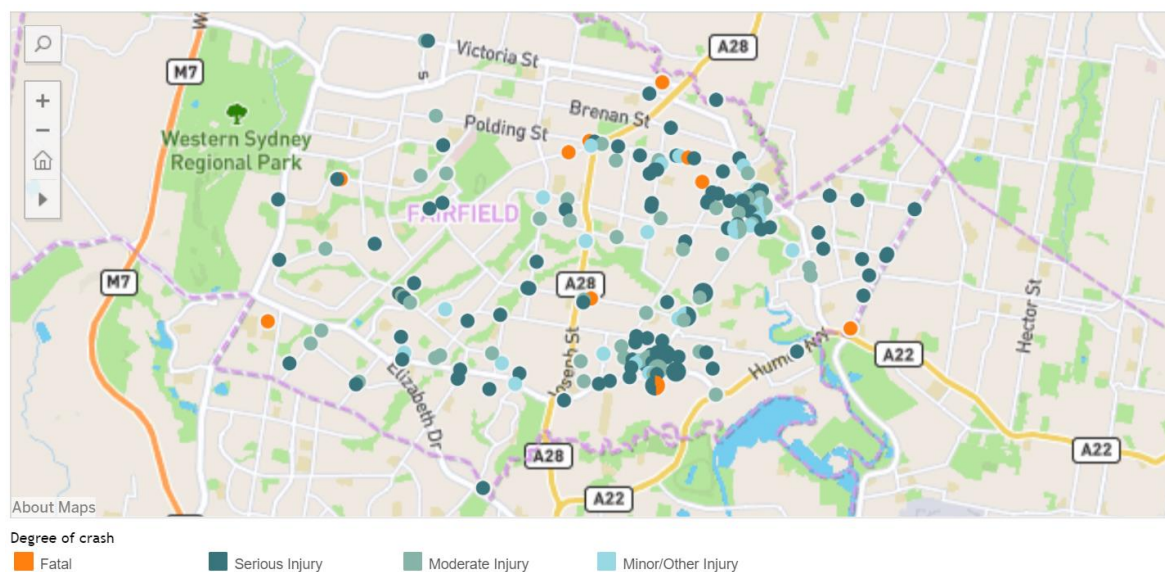 Victoria St
A28
M7
Brenan St
Polding St
Western Sydney
Regional Park
FAIRFIELD
M7
A28
Hector St
Joseph St
A22
Elizabeth Dr
A28
A22
A22
About Maps
Degree of crash
Fatal
Serious Injury
Moderate Injury
Minor/Other Injury